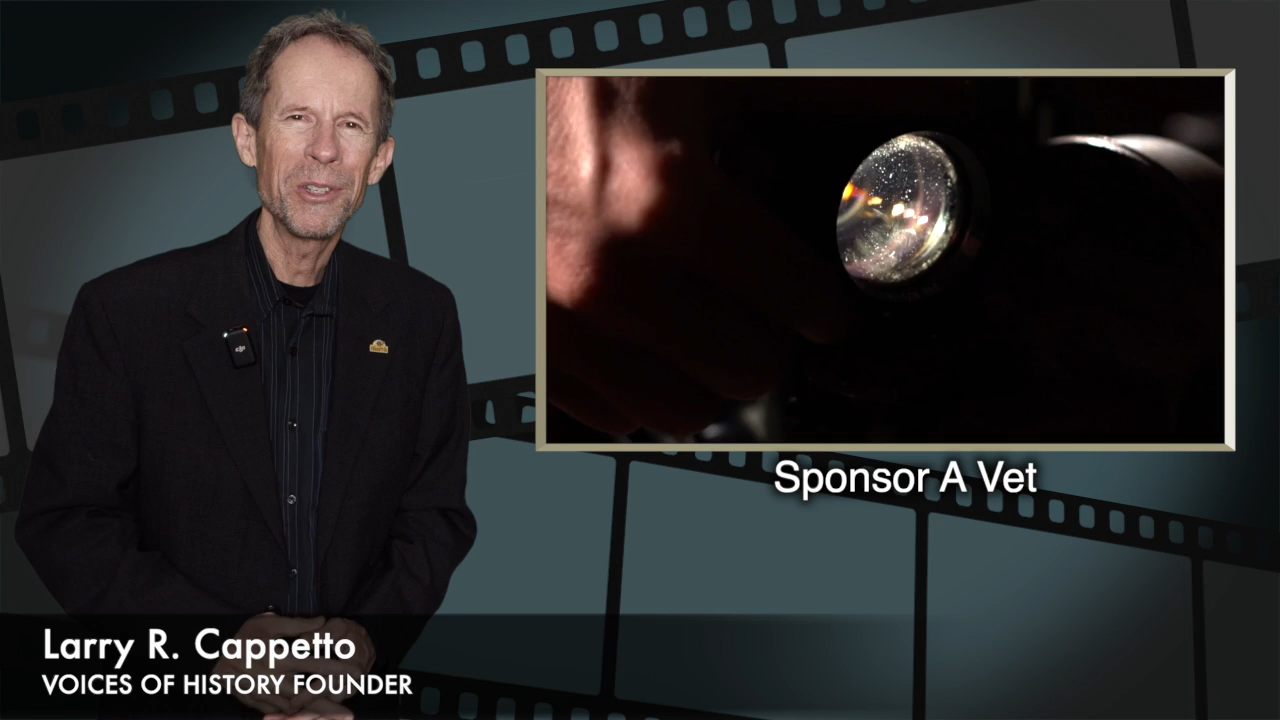 Sponsor A Vet
Larry R. Cappetto
VOICES OF HISTORY FOUNDER